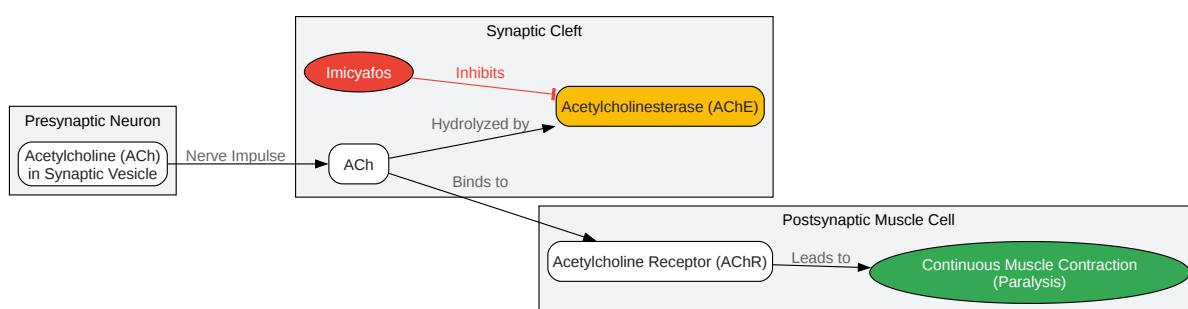 Synaptic Cleft
Imicyafos
Inhibits
Acetylcholinesterase (AChE)
Presynaptic Neuron
Hydrolyzed by
Acetylcholine (ACh)
in Synaptic Vesicle
Nerve Impulse
ACh
Binds to
Postsynaptic Muscle Cell
Acetylcholine Receptor (AChR)
Leads to
Continuous Muscle Contraction
(Paralysis)